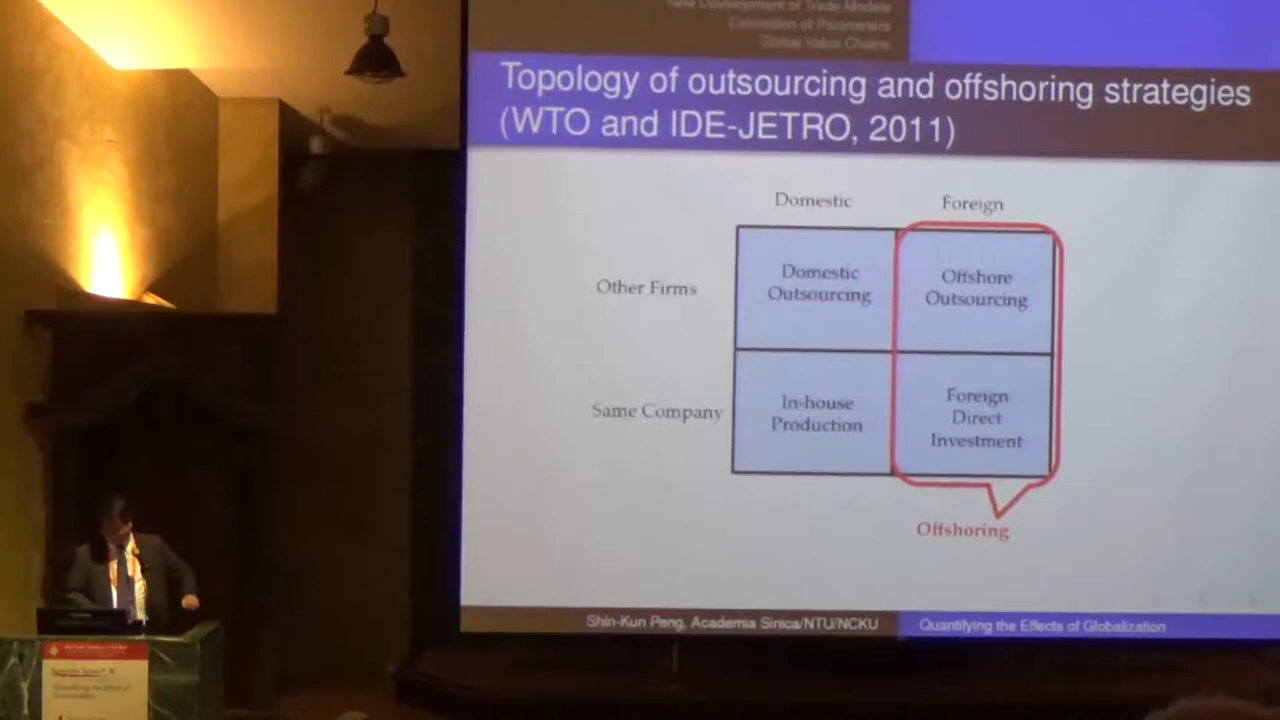 New Development of Trade Models
Estimation of Parameters
Global Value Chains
Topology of outsourcing and offshoring strategies
(WTO and IDE-JETRO, 2011)
Domestic
Foreign
Other Firms
Domestic
Outsourcing
Offshore
Outsourcing
Same Company
In-house
Production
Foreign
Direct
Investment
Offshoring
Shin-Kun Peng, Academia Sinica/NTU/NCKU
Quantifying the Effects of Globalization